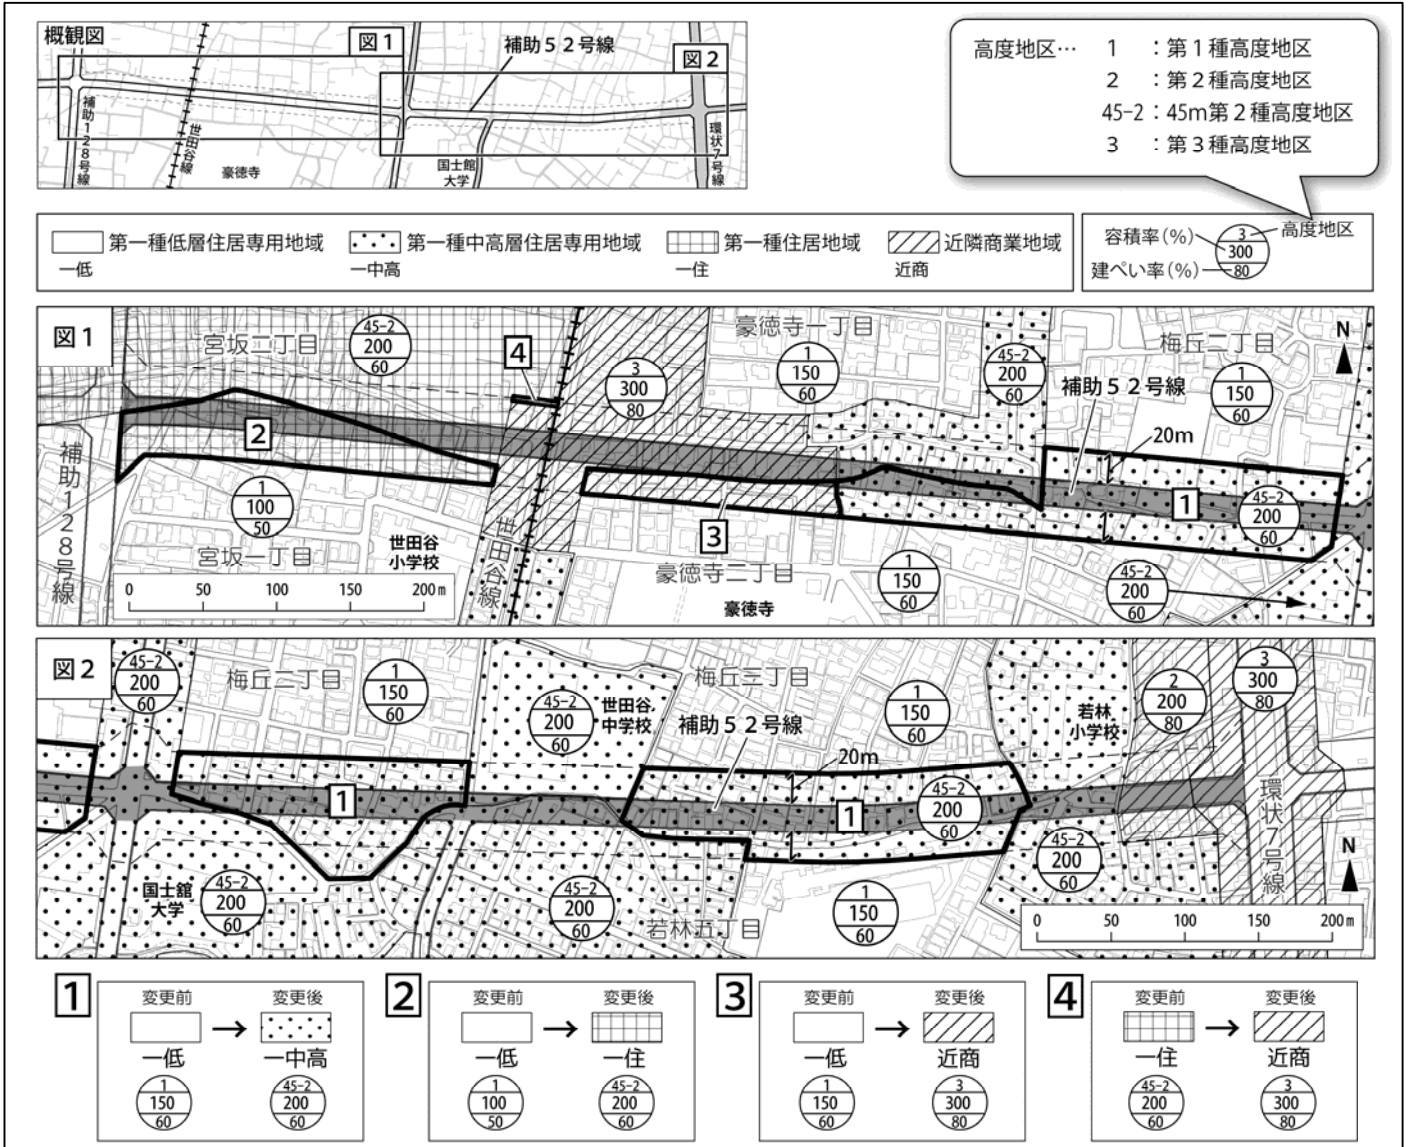 概観図
図1
補助52号線
図2
補助128号線
世田谷線
豪徳寺
国士館
大学
環状7号線
高度地区… 1 :第1種高度地区
2 :第2種高度地区
45-2:45m第2種高度地区
3 :第3種高度地区
第一種低層住居専用地域
一低
第一種中高層住居専用地域
一中高
第一種住居地域
一住
近隣商業地域
近商
容積率(%)
建ぺい率(%)
3
300
80
高度地区
図1
宮坂二丁目
45-2
200
60
4
3
300
80
豪徳寺一丁目
1
150
60
45-2
200
60
梅丘二丁目
1
150
60
N
補助52号線
20m
2
補助128号線
1
100
50
宮坂一丁目
世田谷
小学校
世田谷線
3
豪徳寺二丁目
豪徳寺
1
150
60
1
45-2
200
60
45-2
200
60
0 50 100 150 200m
図2
45-2
200
60
梅丘二丁目
1
150
60
45-2
200
60
世田谷
中学校
梅丘三丁目
補助52号線
1
150
60
20m
若林
小学校
2
200
80
3
300
80
1
1
45-2
200
60
環状7号線
国士舘
大学
45-2
200
60
45-2
200
60
若林五丁目
1
150
60
45-2
200
60
N
0 50 100 150 200m
1
変更前 変更後
→
一低 一中高
1
150
60
45-2
200
60
2
変更前 変更後
→
一低 一住
1
100
50
45-2
200
60
3
変更前 変更後
→
一低 近商
1
150
60
3
300
80
4
変更前 変更後
→
一住 近商
45-2
200
60
3
300
80